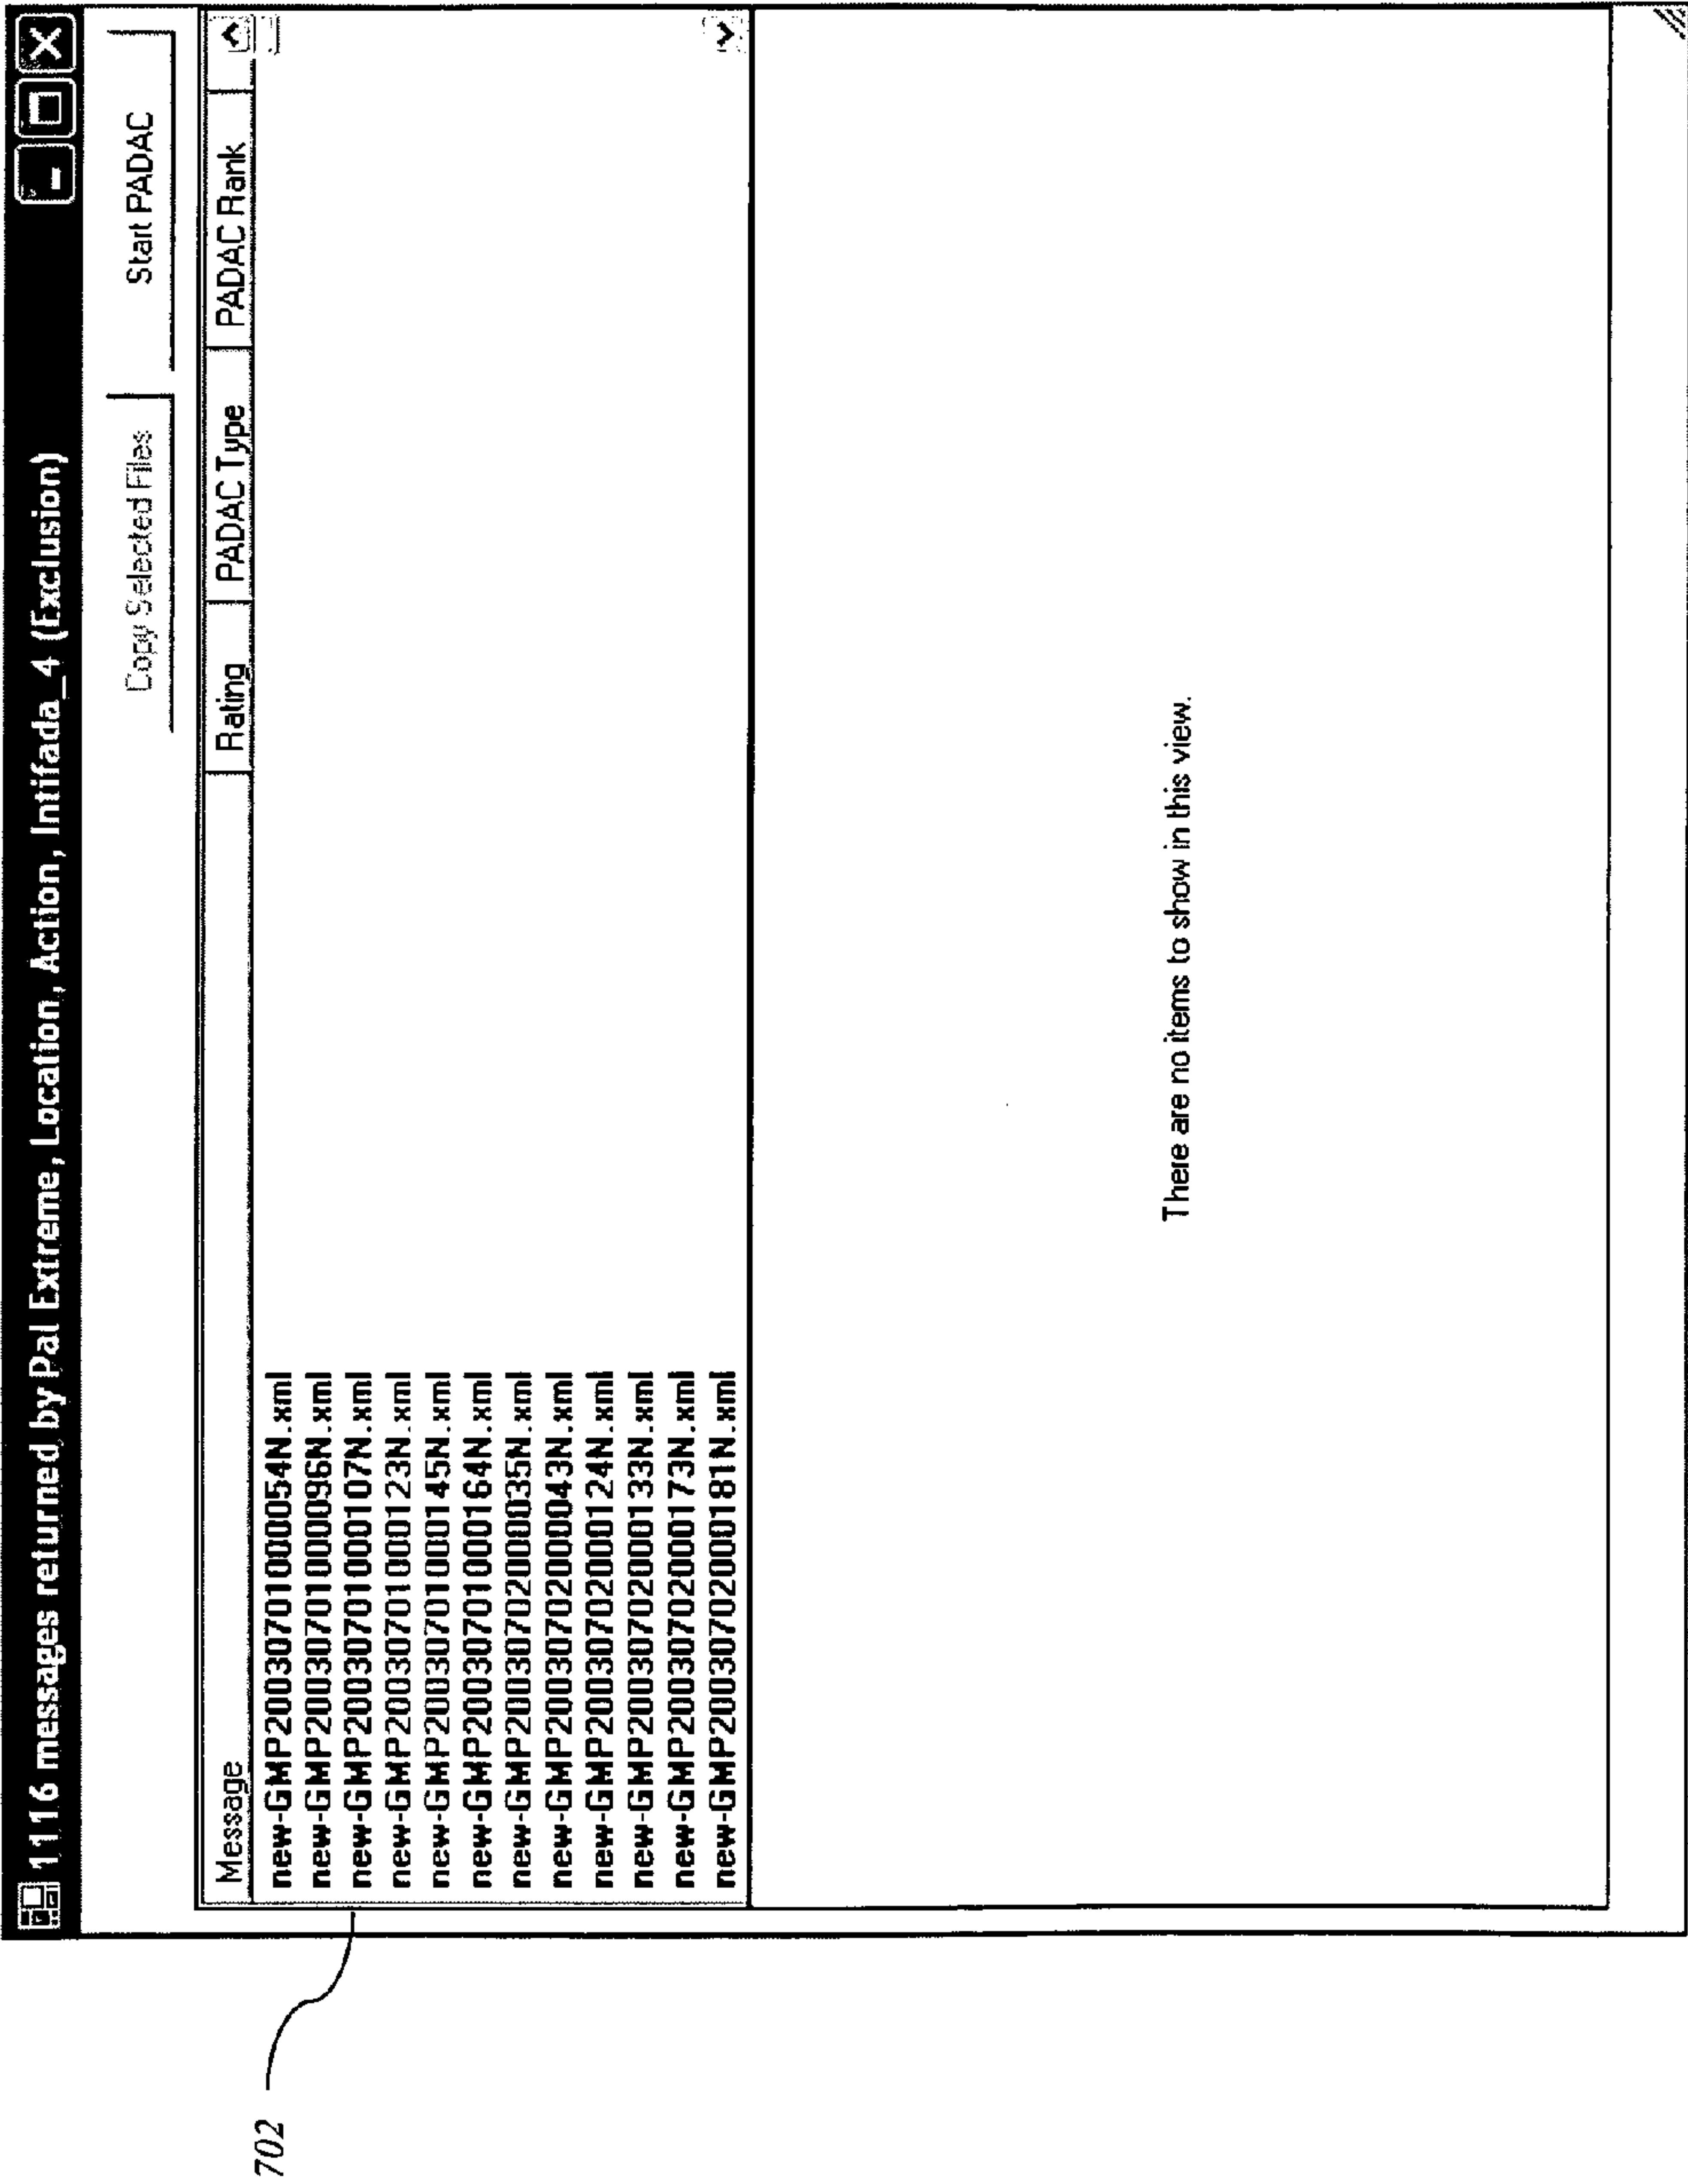 1116 messages returned by Pal Extreme, Location, Action, Intifada_4 (Exclusion)
Copy Selected Files
Start PADAC
Message Rating PADAC Type PADAC Rank
new-GMP20030701000054N.xml
new-GMP20030701000096N.xml
new-GMP20030701000107N.xml
new-GMP20030701000123N.xml
new-GMP20030701000145N.xml
new-GMP20030701000164N.xml
new-GMP20030702000035N.xml
new-GMP20030702000043N.xml
new-GMP20030702000124N.xml
new-GMP20030702000133N.xml
new-GMP20030702000173N.xml
new-GMP20030702000181N.xml
There are no items to show in this view.
702